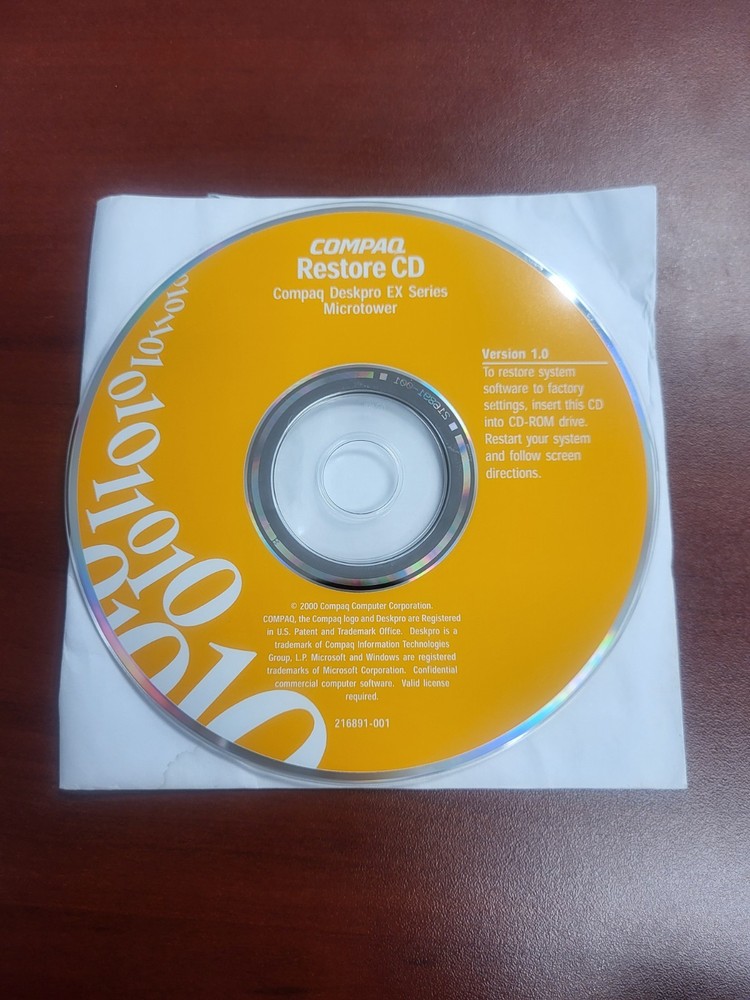 COMPAQ
Restore CD
Compaq Deskpro EX Series
Microtower
Version 1.0
To restore system
software to factory
settings, insert this CD
into CD-ROM drive.
Restart your system
and follow screen
directions.
© 2000 Compaq Computer Corporation.
COMPAQ, the Compaq logo and Deskpro are Registered
in U.S. Patent and Trademark Office. Deskpro is a
trademark of Compaq Information Technologies
Group, L.P. Microsoft and Windows are registered
trademarks of Microsoft Corporation. Confidential
commercial computer software. Valid license
required.
216891-001